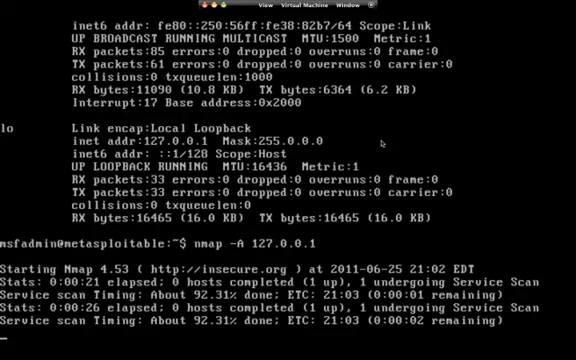 View Virtual Machine Window
inet6 addr: fe80::250:56ff:fe38:82b7/64 Scope:Link
UP BROADCAST RUNNING MULTICAST MTU:1500 Metric:1
RX packets:85 errors:0 dropped:0 overruns:0 frame:0
TX packets:61 errors:0 dropped:0 overruns:0 carrier:0
collisions:0 txqueuelen:1000
RX bytes:11090 (10.8 KB) TX bytes:6364 (6.2 KB)
Interrupt:17 Base address:0x2000
lo Link encap:Local Loopback
inet addr:127.0.0.1 Mask:255.0.0.0
inet6 addr: ::1/128 Scope:Host
UP LOOPBACK RUNNING MTU:16436 Metric:1
RX packets:33 errors:0 dropped:0 overruns:0 frame:0
TX packets:33 errors:0 dropped:0 overruns:0 carrier:0
collisions:0 txqueuelen:0
RX bytes:16465 (16.0 KB) TX bytes:16465 (16.0 KB)
msfadmin@metasploitable:~$ nmap -A 127.0.0.1
Starting Nmap 4.53 ( http://insecure.org ) at 2011-06-25 21:02 EDT
Stats: 0:00:21 elapsed; 0 hosts completed (1 up), 1 undergoing Service Scan
Service scan Timing: About 92.31% done; ETC: 21:03 (0:00:01 remaining)
Stats: 0:00:26 elapsed; 0 hosts completed (1 up), 1 undergoing Service Scan
Service scan Timing: About 92.31% done; ETC: 21:03 (0:00:02 remaining)